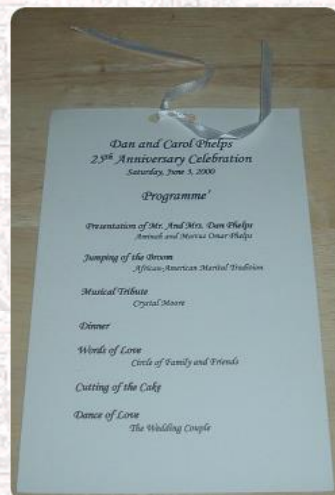 Dan and Carol Phelps
25th Anniversary Celebration
Saturday, June 3, 2000
Programme'
Presentation of Mr. And Mrs. Dan Phelps
Aminah and Marcus Omar Phelps
Jumping of the Broom
African-American Marital Tradition
Musical Tribute
Crystal Moore
Dinner
Words of Love
Circle of Family and Friends
Cutting of the Cake
Dance of Love
The Wedding Couple